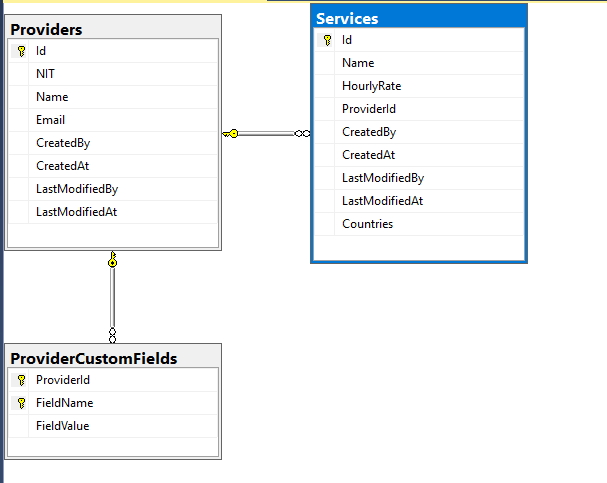 Providers
Id
NIT
Name
Email
CreatedBy
CreatedAt
LastModifiedBy
LastModifiedAt
Services
Id
Name
HourlyRate
ProviderId
CreatedBy
CreatedAt
LastModifiedBy
LastModifiedAt
Countries
ProviderCustomFields
ProviderId
FieldName
FieldValue